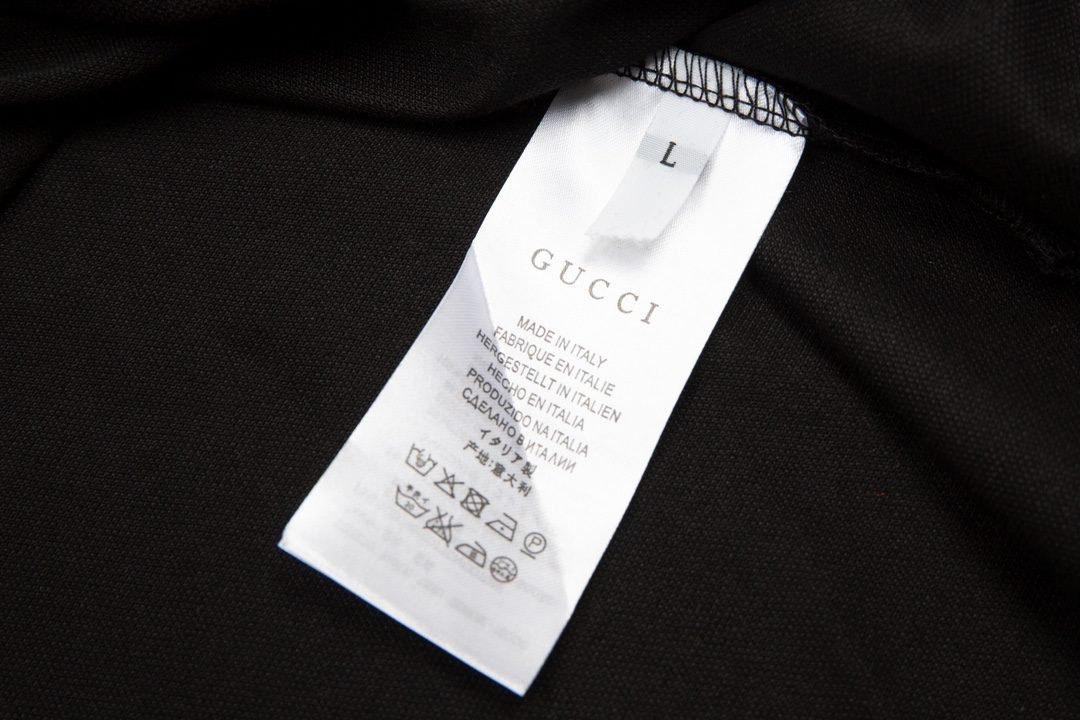 L
GUCCI
MADE IN ITALY
FABRIQUE EN ITALIE
HERGESTELLT IN ITALIEN
HECHO EN ITALIA
PRODUZIDO NA ITALIA
СДЕЛАНО В ИТАЛИИ
イタリア製
产地:意大利
P